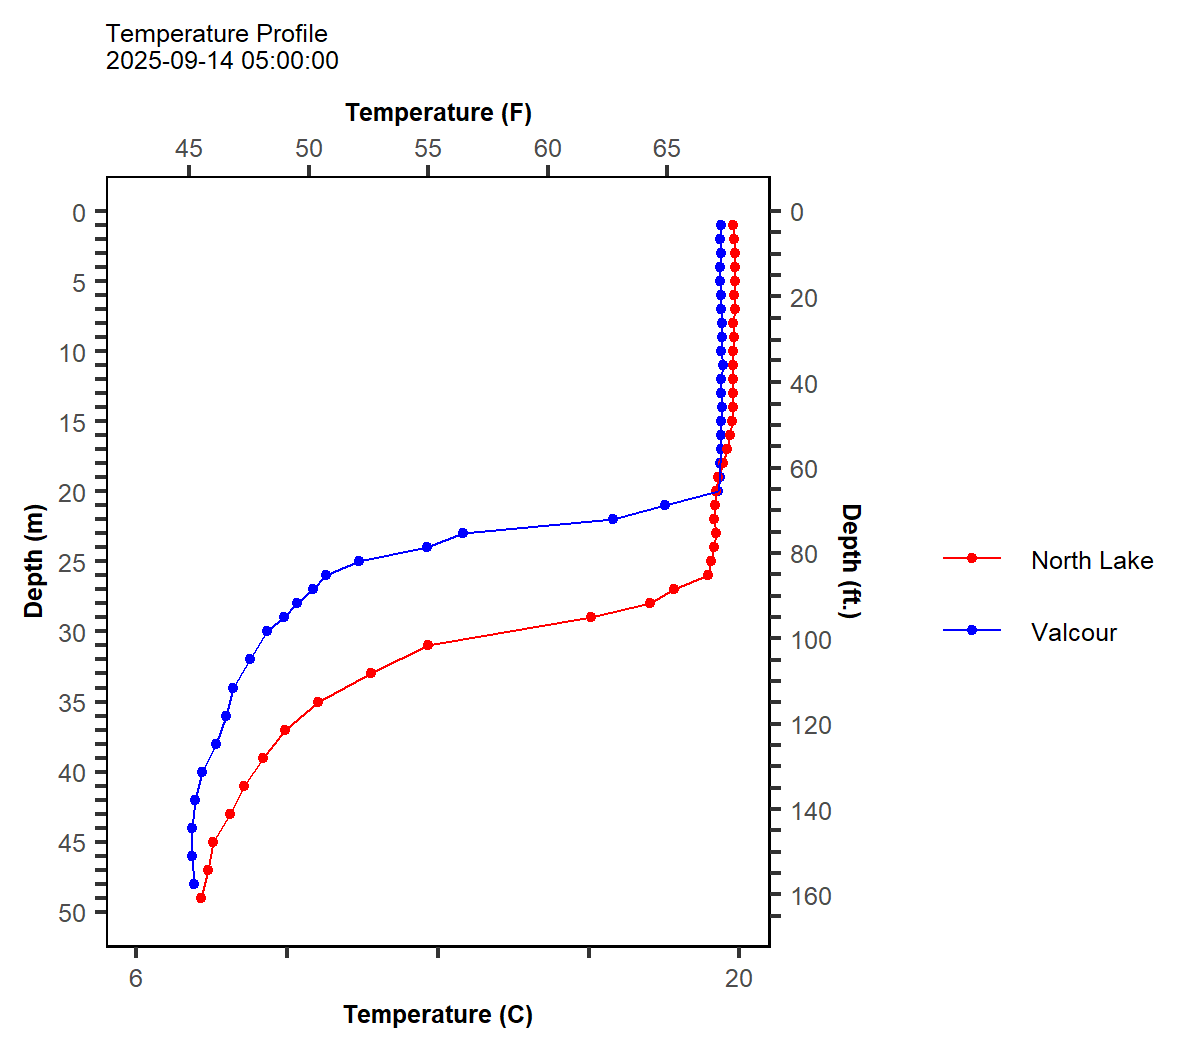 Temperature Profile
2025-09-14 05:00:00
Temperature (F)
45 50 55 60 65
0 0
5
20
10
40
15
60
20
80
25
100
30
35
120
40
140
45
160
50
Depth (m)
Depth (ft.)
North Lake
Valcour
6 20
Temperature (C)